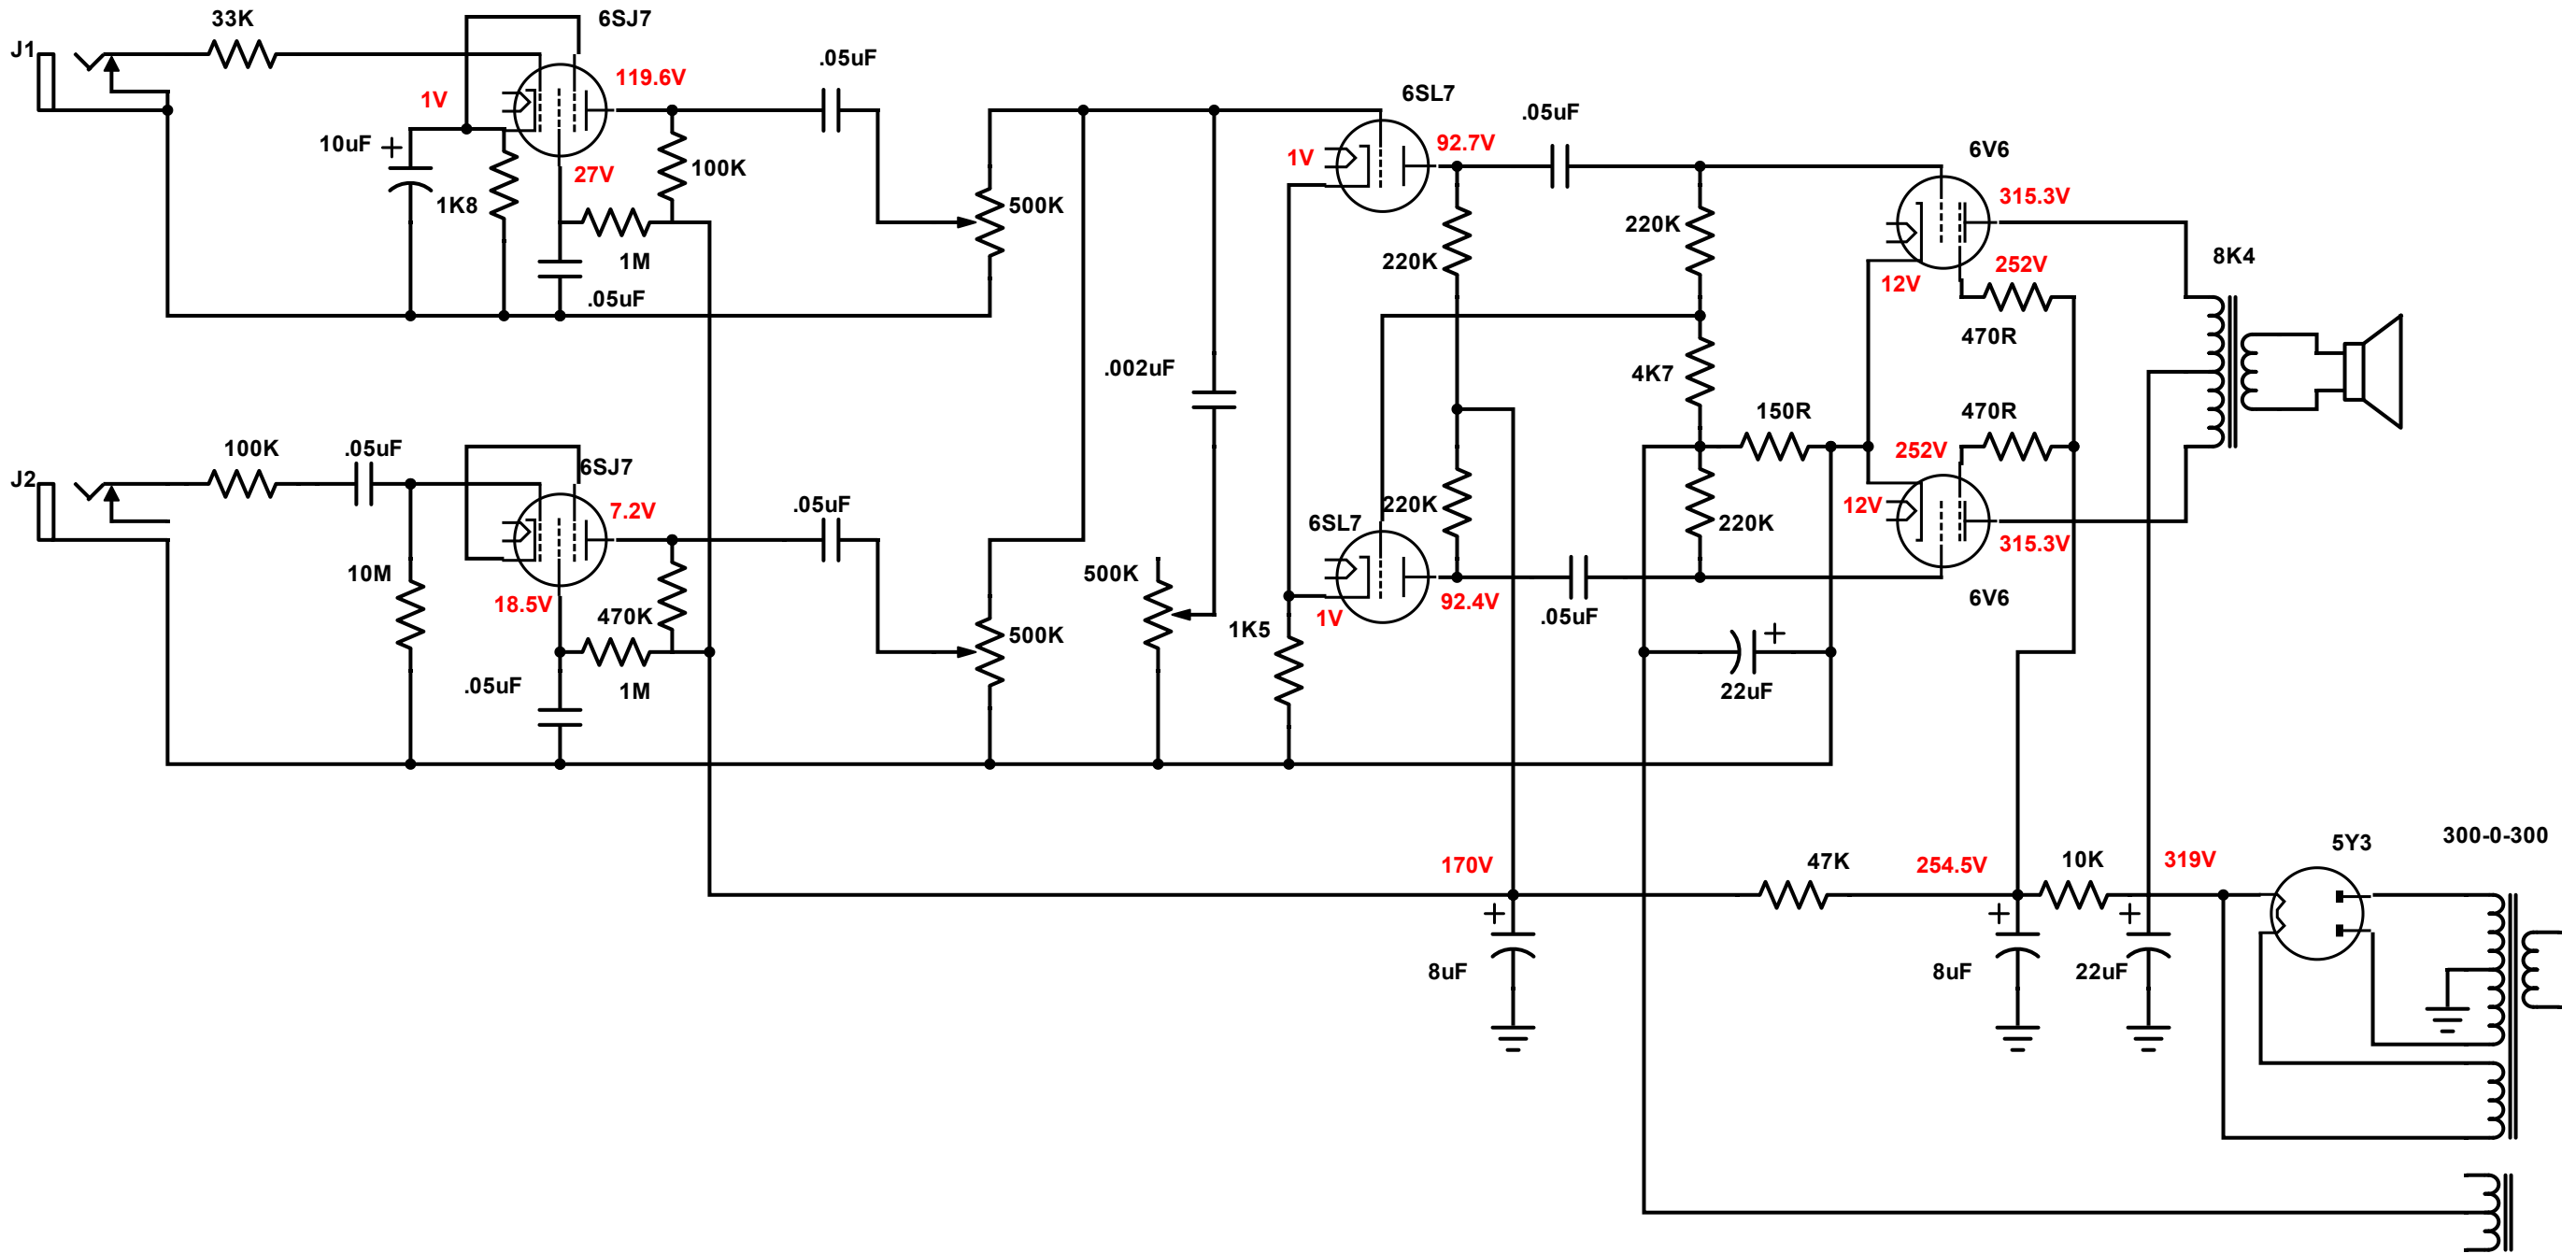 33K
6SJ7
J1
119.6V
.05uF
1V
10uF
1K8
27V
100K
500K
1M
.05uF
6SL7
92.7V
.05uF
1V
6V6
315.3V
220K
220K
252V
12V
8K4
470R
.002uF
4K7
150R
470R
100K
.05uF
6SJ7
J2
7.2V
.05uF
252V
12V
220K
220K
6SL7
315.3V
10M
18.5V
470K
500K
500K
1K5
1V
92.4V
.05uF
6V6
.05uF
1M
22uF
170V
47K
254.5V
10K
319V
5Y3
300-0-300
8uF
8uF
22uF